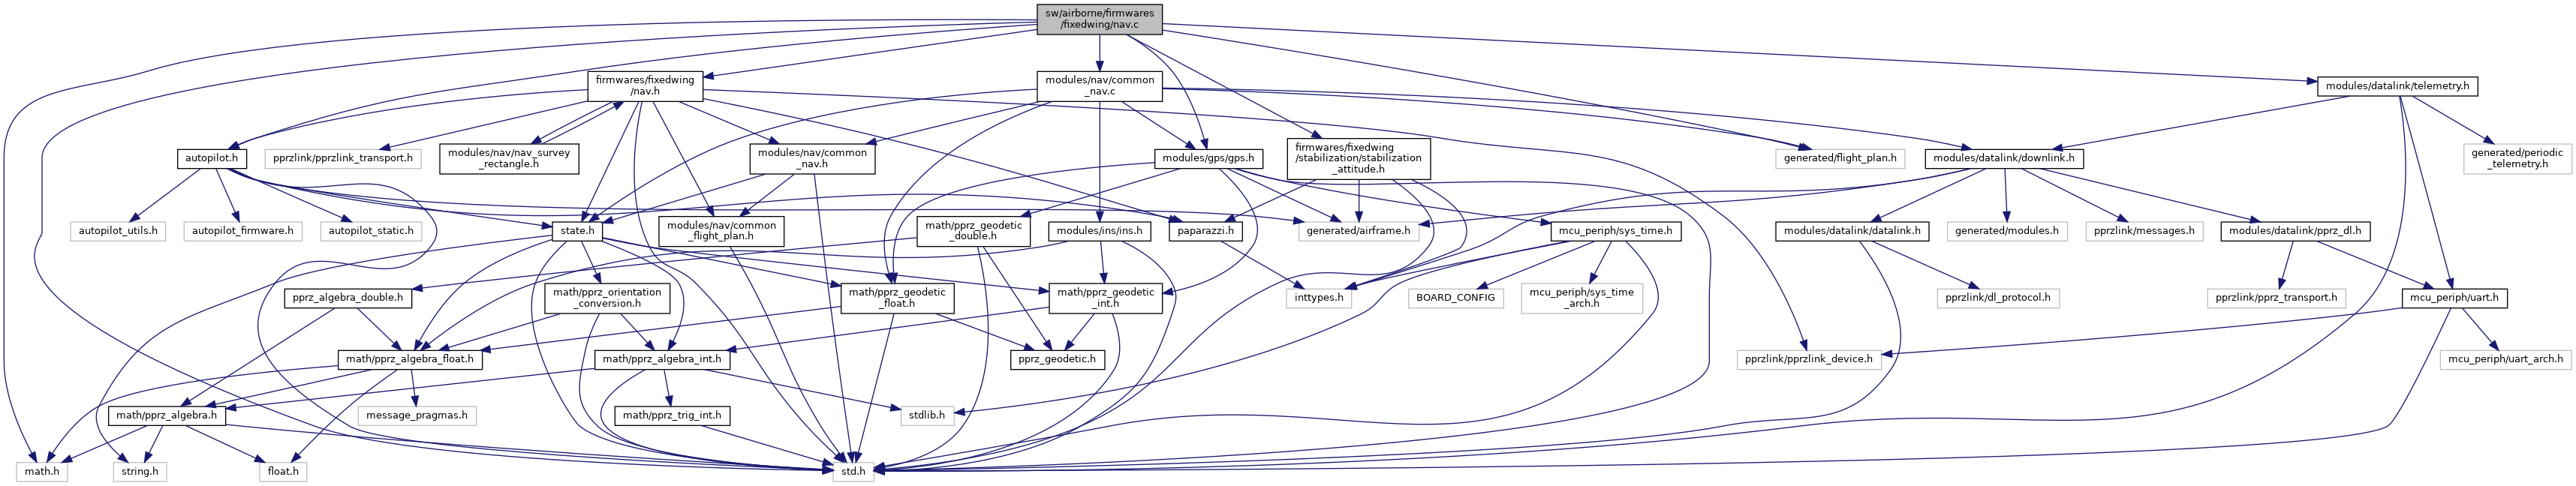 sw/airborne/firmwares
/fixedwing/nav.c
firmwares/fixedwing
/nav.h
modules/nav/common
_nav.c
modules/datalink/telemetry.h
autopilot.h
pprzlink/pprzlink_transport.h
modules/nav/nav_survey
_rectangle.h
modules/nav/common
_nav.h
modules/gps/gps.h
firmwares/fixedwing
/stabilization/stabilization
_attitude.h
generated/flight_plan.h
modules/datalink/downlink.h
generated/periodic
_telemetry.h
autopilot_utils.h
autopilot_firmware.h
autopilot_static.h
state.h
modules/nav/common
_flight_plan.h
math/pprz_geodetic
_double.h
modules/ins/ins.h
paparazzi.h
generated/airframe.h
mcu_periph/sys_time.h
modules/datalink/datalink.h
generated/modules.h
pprzlink/messages.h
modules/datalink/pprz_dl.h
pprz_algebra_double.h
math/pprz_orientation
_conversion.h
math/pprz_geodetic
_float.h
math/pprz_geodetic
_int.h
inttypes.h
BOARD_CONFIG
mcu_periph/sys_time
_arch.h
pprzlink/dl_protocol.h
pprzlink/pprz_transport.h
mcu_periph/uart.h
math/pprz_algebra_float.h
math/pprz_algebra_int.h
pprz_geodetic.h
pprzlink/pprzlink_device.h
mcu_periph/uart_arch.h
math/pprz_algebra.h
message_pragmas.h
math/pprz_trig_int.h
stdlib.h
math.h
string.h
float.h
std.h